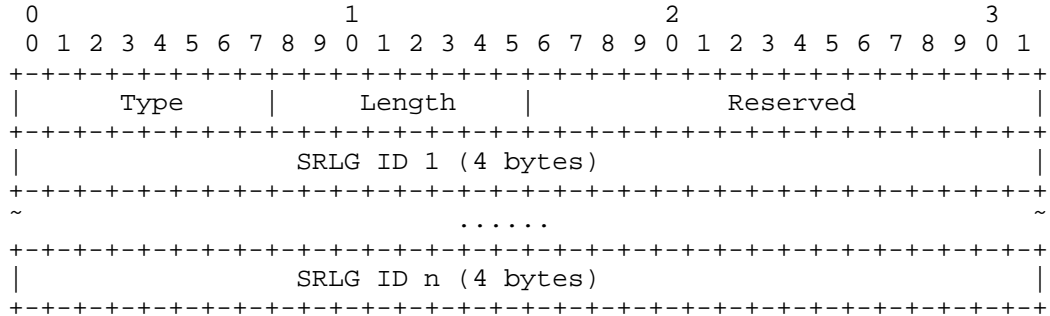 0                   1                   2                   3
 0 1 2 3 4 5 6 7 8 9 0 1 2 3 4 5 6 7 8 9 0 1 2 3 4 5 6 7 8 9 0 1
+-+-+-+-+-+-+-+-+-+-+-+-+-+-+-+-+-+-+-+-+-+-+-+-+-+-+-+-+-+-+-+-+
|      Type     |     Length    |            Reserved           |
+-+-+-+-+-+-+-+-+-+-+-+-+-+-+-+-+-+-+-+-+-+-+-+-+-+-+-+-+-+-+-+-+
|                 SRLG ID 1 (4 bytes)                           |
+-+-+-+-+-+-+-+-+-+-+-+-+-+-+-+-+-+-+-+-+-+-+-+-+-+-+-+-+-+-+-+-+
~                           ......                              ~
+-+-+-+-+-+-+-+-+-+-+-+-+-+-+-+-+-+-+-+-+-+-+-+-+-+-+-+-+-+-+-+-+
|                 SRLG ID n (4 bytes)                           |
+-+-+-+-+-+-+-+-+-+-+-+-+-+-+-+-+-+-+-+-+-+-+-+-+-+-+-+-+-+-+-+-+